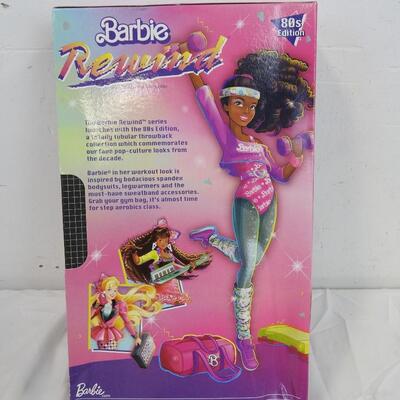 Barbie
80s
Edition
Rewind
The Barbie Rewind™ series
launches with the 80s Edition,
a totally tubular throwback
collection which commemorates
our fave pop-culture looks from
the decade.
Barbie® in her workout look is
inspired by bodacious spandex
bodysuits, legwarmers and the
must-have sweatband accessories.
Grab your gym bag, it's almost time
for step aerobics class.
Barbie
Barbie
B
Barbie.com